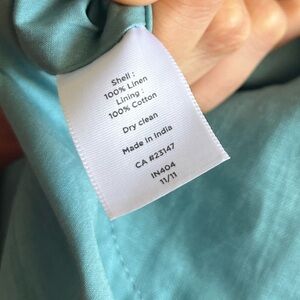 Shell :
100% Linen
Lining :
100% Cotton
Dry clean
Made in India
CA #23147
IN404
11/11